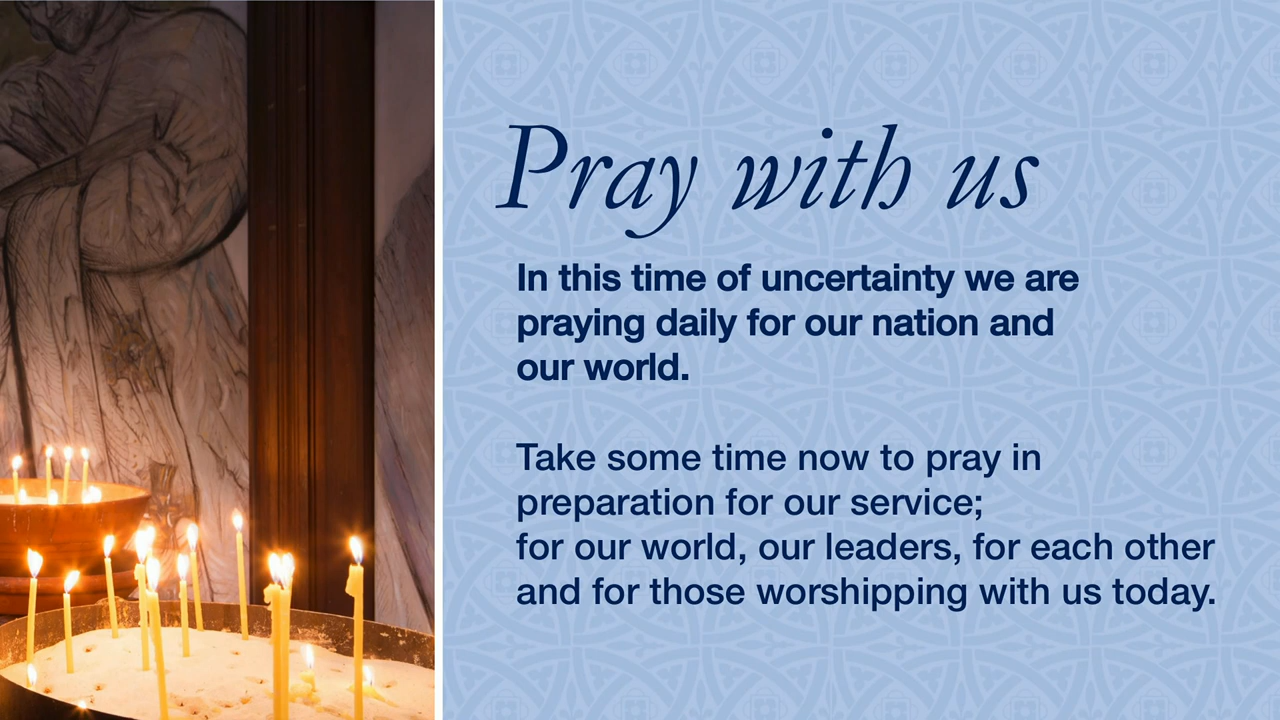 Pray with us
In this time of uncertainty we are
praying daily for our nation and
our world.
Take some time now to pray in
preparation for our service;
for our world, our leaders, for each other
and for those worshipping with us today.